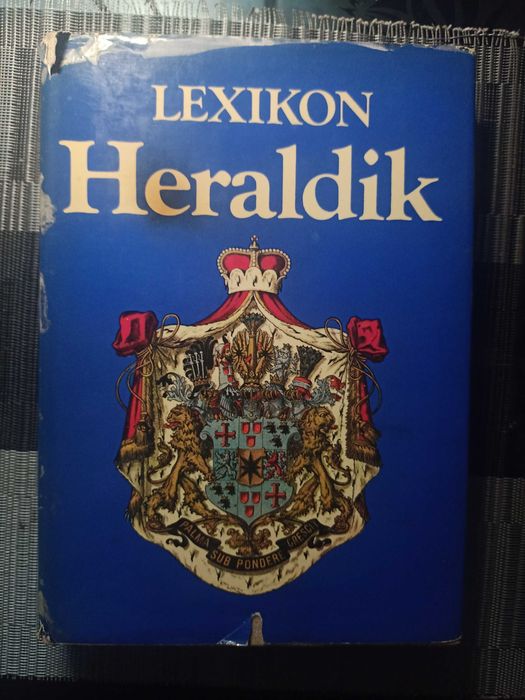 LEXIKON
Heraldik
PALMA SUB PONDERE CRESCIT